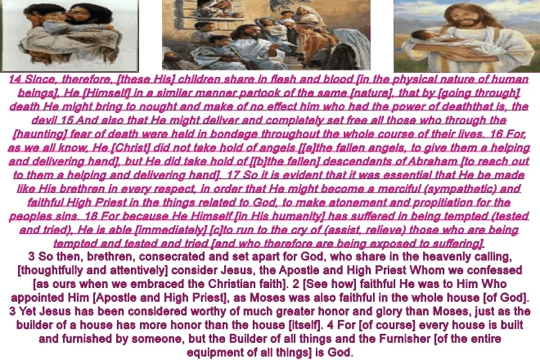 14 Since, therefore, [these His] children share in flesh and blood [in the physical nature of human
beings], He [Himself] in a similar manner partook of the same [nature], that by [going through]
death He might bring to nought and make of no effect him who had the power of deaththat is, the
devil 15 And also that He might deliver and completely set free all those who through the
[haunting] fear of death were held in bondage throughout the whole course of their lives. 16 For,
as we all know, He [Christ] did not take hold of angels [[a]the fallen angels, to give them a helping
and delivering hand], but He did take hold of [[b]the fallen] descendants of Abraham [to reach out
to them a helping and delivering hand]. 17 So it is evident that it was essential that He be made
like His brethren in every respect, in order that He might become a merciful (sympathetic) and
faithful High Priest in the things related to God, to make atonement and propitiation for the
peoples sins. 18 For because He Himself [in His humanity] has suffered in being tempted (tested
and tried), He is able [immediately] [c]to run to the cry of (assist, relieve) those who are being
tempted and tested and tried [and who therefore are being exposed to suffering].
3 So then, brethren, consecrated and set apart for God, who share in the heavenly calling,
[thoughtfully and attentively] consider Jesus, the Apostle and High Priest Whom we confessed
[as ours when we embraced the Christian faith]. 2 [See how] faithful He was to Him Who
appointed Him [Apostle and High Priest], as Moses was also faithful in the whole house [of God].
3 Yet Jesus has been considered worthy of much greater honor and glory than Moses, just as the
builder of a house has more honor than the house [itself]. 4 For [of course] every house is built
and furnished by someone, but the Builder of all things and the Furnisher [of the entire
equipment of all things] is God.